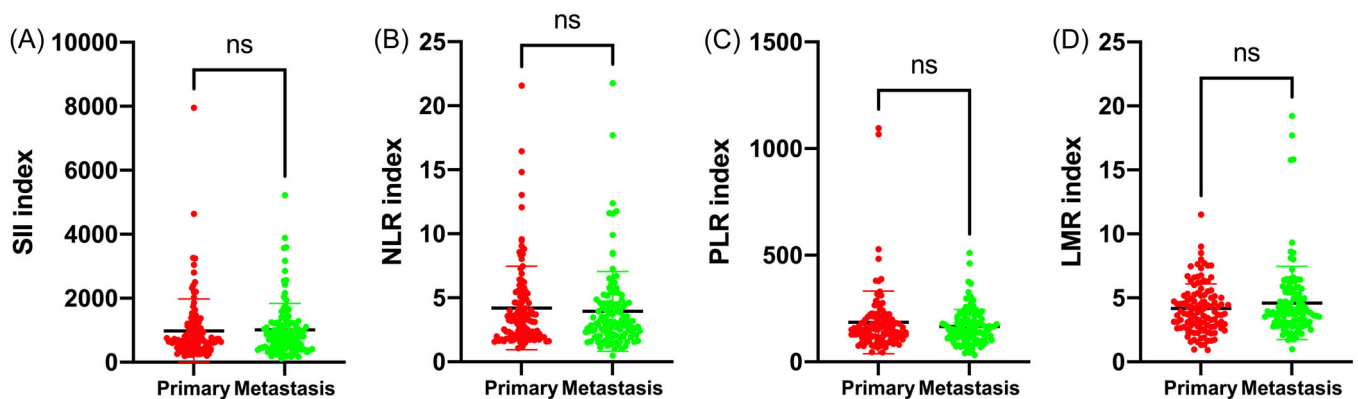 (A)
SII index
10000
8000
6000
4000
2000
0
ns
Primary Metastasis
(B)
NLR index
25
20
15
10
5
0
ns
Primary Metastasis
(C)
PLR index
1500
1000
500
0
ns
Primary Metastasis
(D)
LMR index
25
20
15
10
5
0
ns
Primary Metastasis